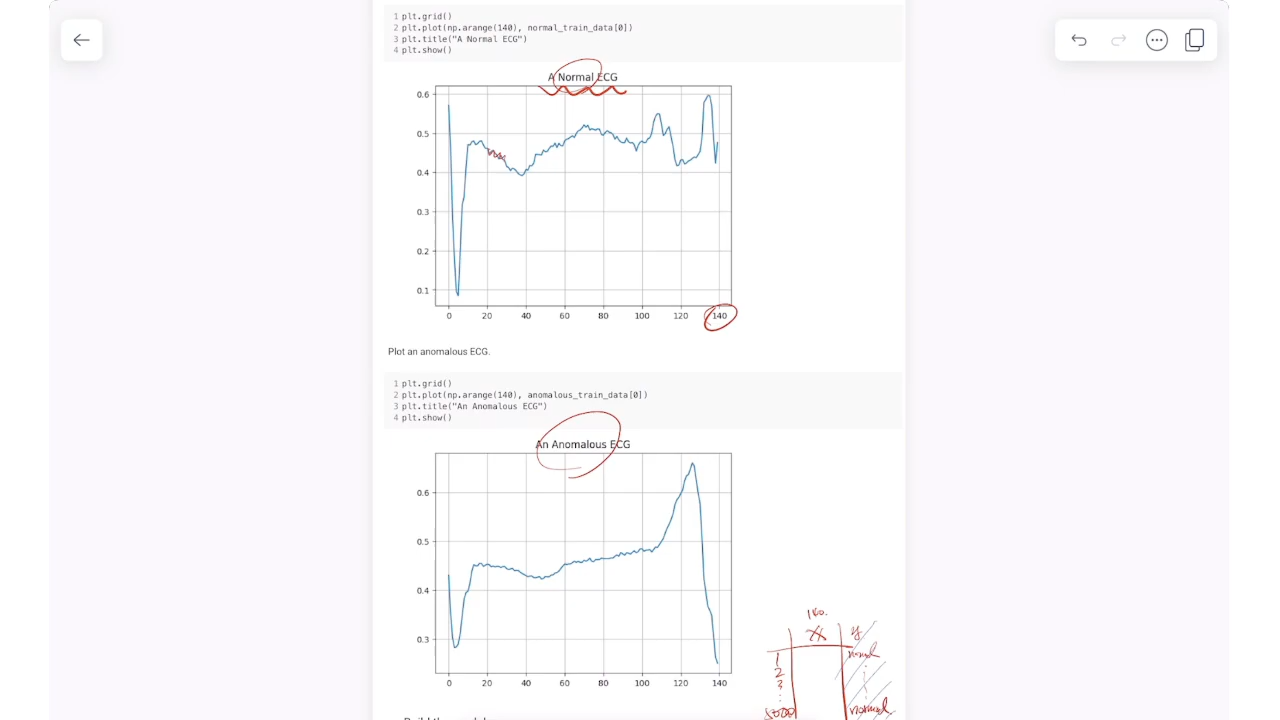 1 plt.grid()
2 plt.plot(np.arange(140), normal_train_data[0])
3 plt.title("A Normal ECG")
4 plt.show()
A Normal ECG
0.6
0.5
0.4
0.3
0.2
0.1
0 20 40 60 80 100 120 140
Plot an anomalous ECG.
1 plt.grid()
2 plt.plot(np.arange(140), anomalous_train_data[0])
3 plt.title("An Anomalous ECG")
4 plt.show()
An Anomalous ECG
0.6
0.5
0.4
0.3
0 20 40 60 80 100 120 140
140.
X y
1 normal
2
3
5000 normal